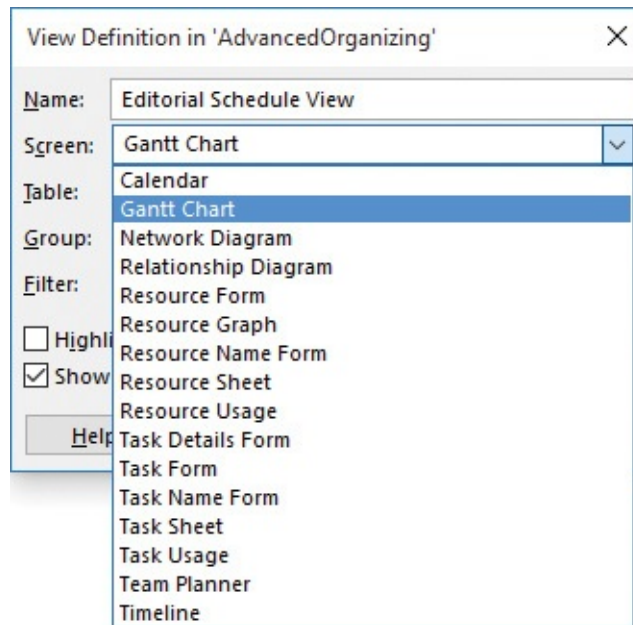 View Definition in 'AdvancedOrganizing'
Name: Editorial Schedule View
Screen: Gantt Chart
Table:
Group:
Filter:
Show
Calendar
Gantt Chart
Network Diagram
Relationship Diagram
Resource Form
Resource Graph
Resource Name Form
Resource Sheet
Resource Usage
Task Details Form
Task Form
Task Name Form
Task Sheet
Task Usage
Team Planner
Timeline